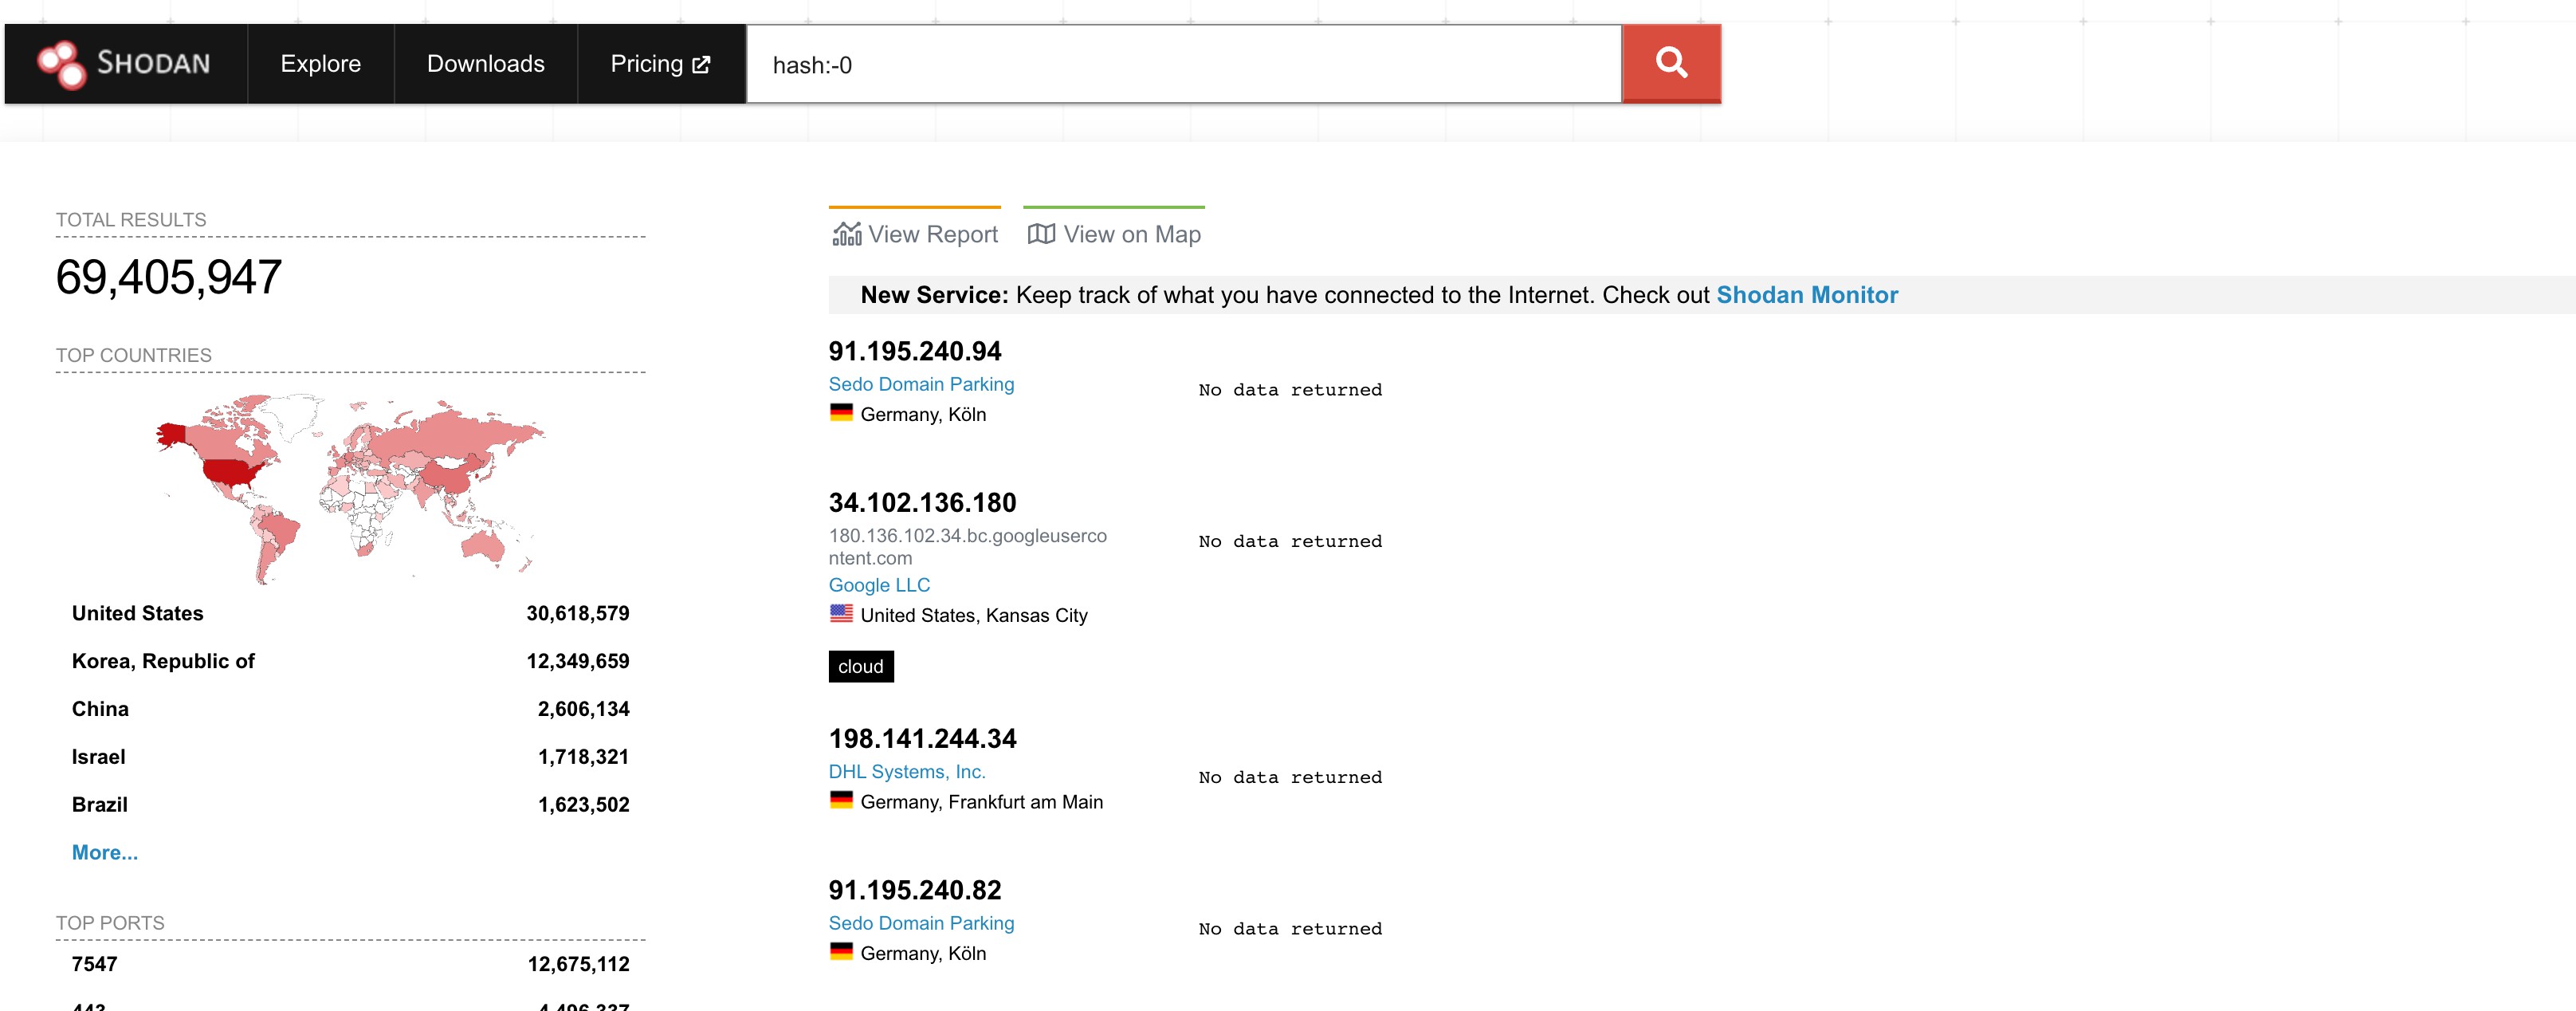 SHODAN Explore Downloads Pricing hash:-0
TOTAL RESULTS
69,405,947
TOP COUNTRIES
United States 30,618,579
Korea, Republic of 12,349,659
China 2,606,134
Israel 1,718,321
Brazil 1,623,502
More...
TOP PORTS
7547 12,675,112
443 4,496,337
View Report View on Map
New Service: Keep track of what you have connected to the Internet. Check out Shodan Monitor
91.195.240.94
Sedo Domain Parking
Germany, Köln
No data returned
34.102.136.180
180.136.102.34.bc.googleuserco
ntent.com
Google LLC
United States, Kansas City
cloud
No data returned
198.141.244.34
DHL Systems, Inc.
Germany, Frankfurt am Main
No data returned
91.195.240.82
Sedo Domain Parking
Germany, Köln
No data returned